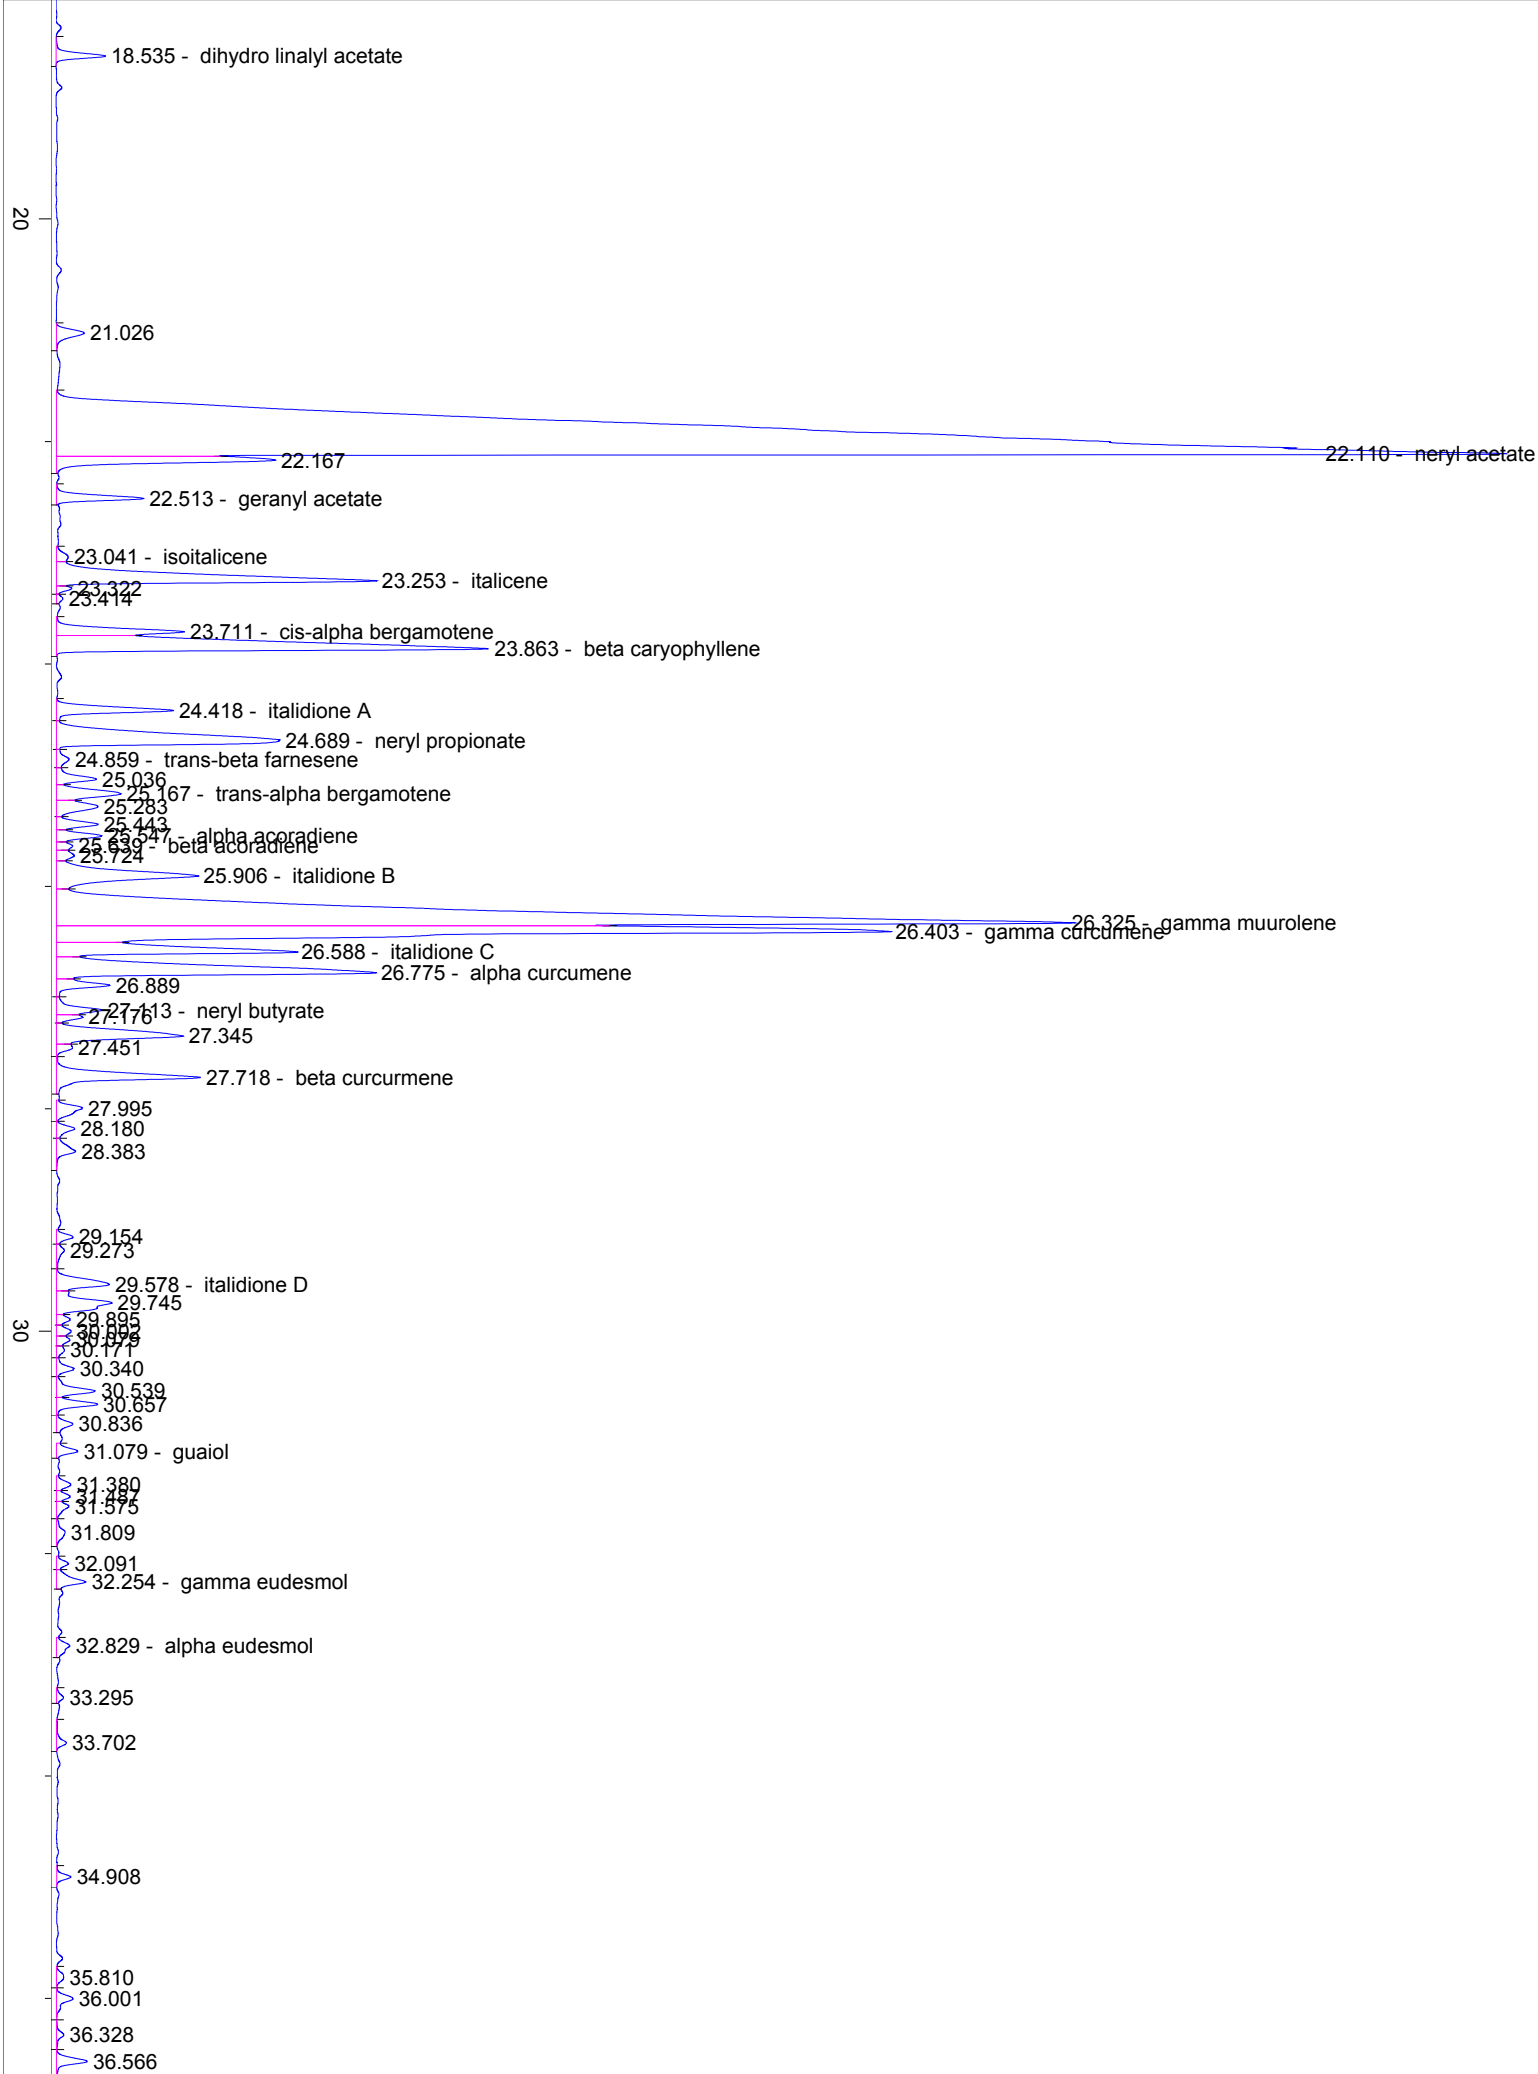 18.535 - dihydro linalyl acetate
20
21.026
22.110 - neryl acetate
22.167
22.513 - geranyl acetate
23.041 - isoitalicene
23.253 - italicene
23.322
23.414
23.711 - cis-alpha bergamotene
23.863 - beta caryophyllene
24.418 - italidione A
24.689 - neryl propionate
24.859 - trans-beta farnesene
25.036
25.167 - trans-alpha bergamotene
25.283
25.443
25.547 - alpha acoradiene
25.639 - beta acoradiene
25.724
25.906 - italidione B
26.325 - gamma muurolene
26.403 - gamma curcumene
26.588 - italidione C
26.775 - alpha curcumene
26.889
27.113 - neryl butyrate
27.176
27.345
27.451
27.718 - beta curcurmene
27.995
28.180
28.383
29.154
29.273
29.578 - italidione D
29.745
29.895
30
30.002
30.079
30.171
30.340
30.539
30.657
30.836
31.079 - guaiol
31.380
31.487
31.575
31.809
32.091
32.254 - gamma eudesmol
32.829 - alpha eudesmol
33.295
33.702
34.908
35.810
36.001
36.328
36.566